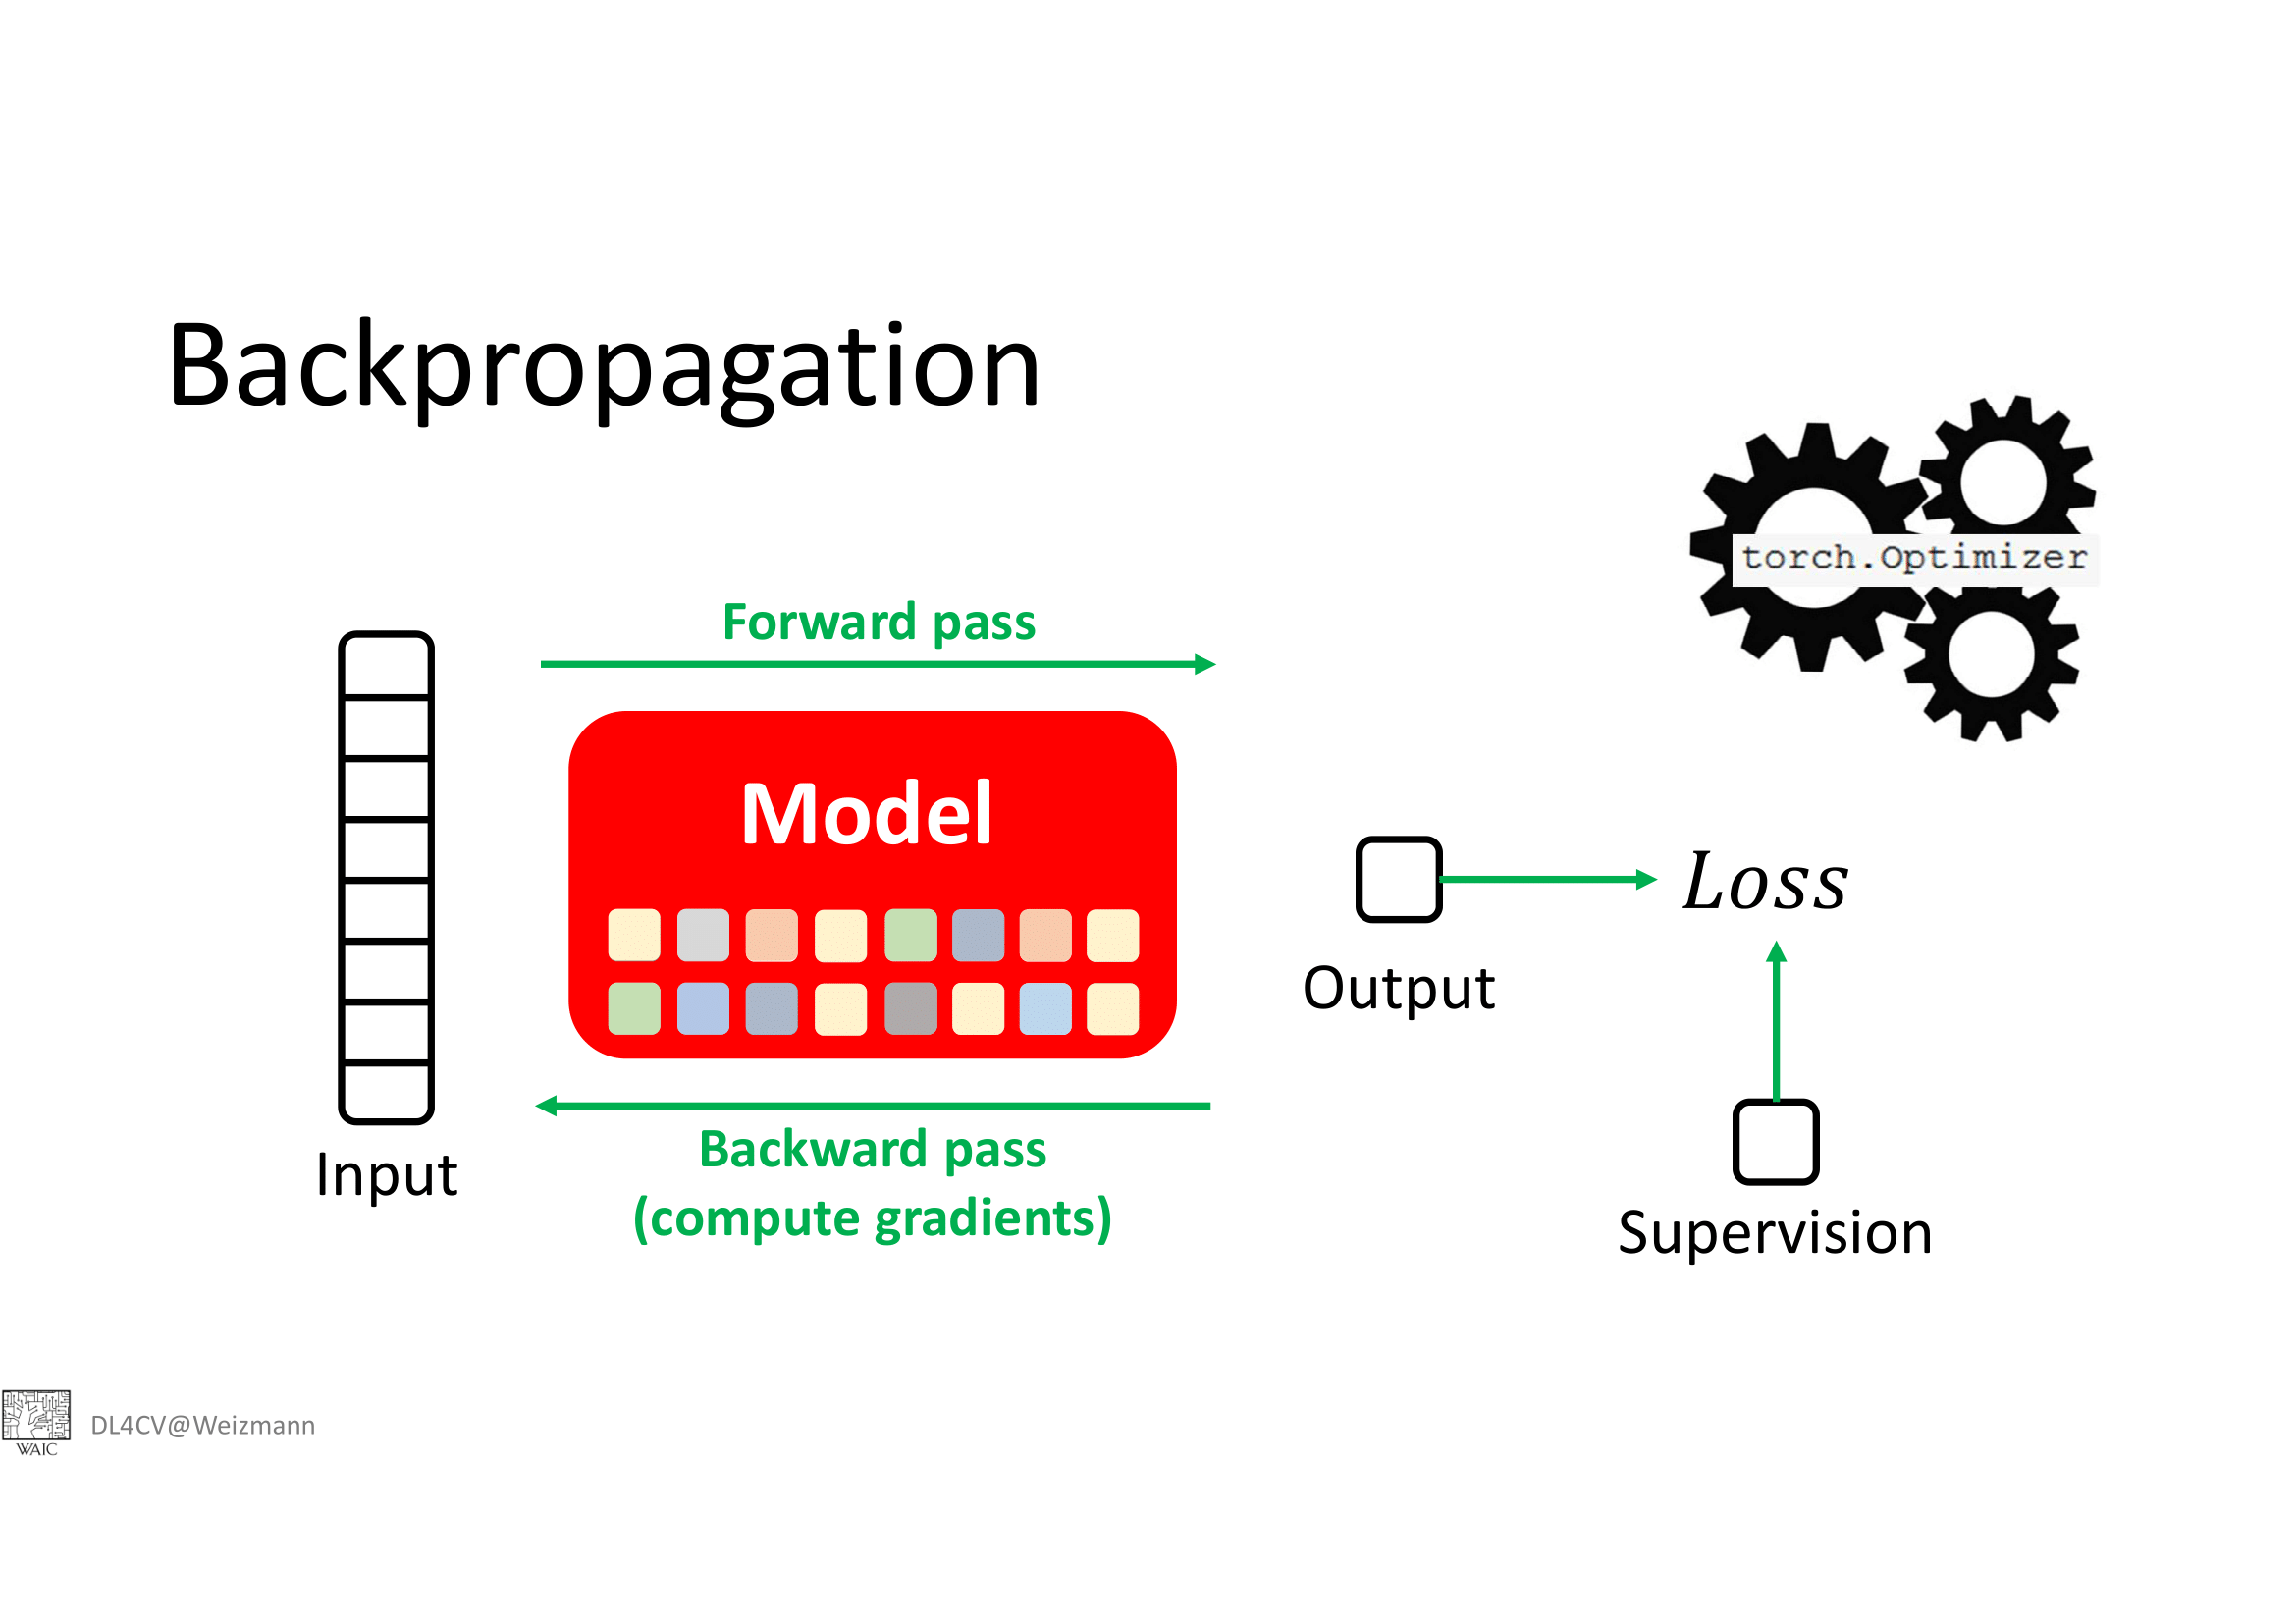 Backpropagation
torch.Optimizer
Forward pass
Model
Loss
Output
Backward pass
(compute gradients)
Input
Supervision
DL4CV@Weizmann
WAIC